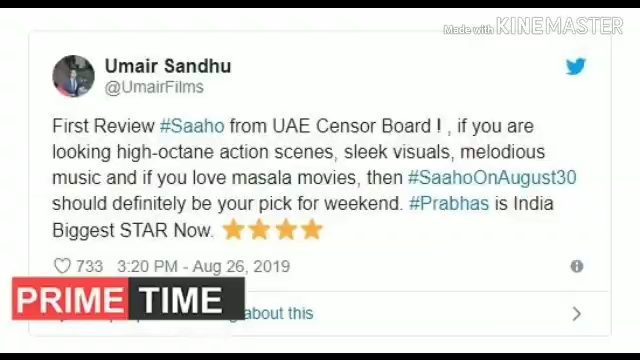 Made with KINEMASTER
Umair Sandhu
@UmairFilms
First Review #Saaho from UAE Censor Board ! , if you are
looking high-octane action scenes, sleek visuals, melodious
music and if you love masala movies, then #SaahoOnAugust30
should definitely be your pick for weekend. #Prabhas is India
Biggest STAR Now. ⭐⭐⭐⭐
733 3:20 PM - Aug 26, 2019
PRIME TIME
about this